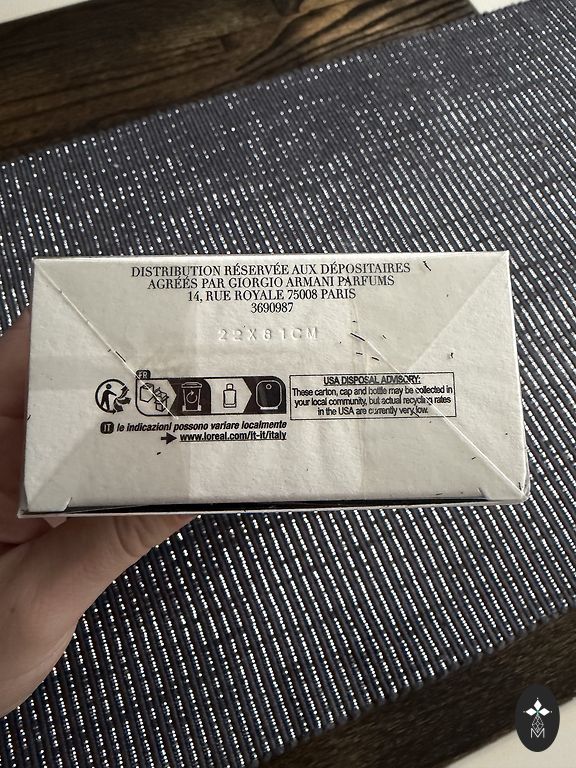 DISTRIBUTION RÉSERVÉE AUX DÉPOSITAIRES
AGRÉÉS PAR GIORGIO ARMANI PARFUMS
14, RUE ROYALE 75008 PARIS
3690987
22X81CM
FR
USA DISPOSAL ADVISORY:
These carton, cap and bottle may be collected in
your local community, but actual recycling rates
in the USA are currently very low.
IT le indicazioni possono variare localmente
www.loreal.com/it-it/italy
M